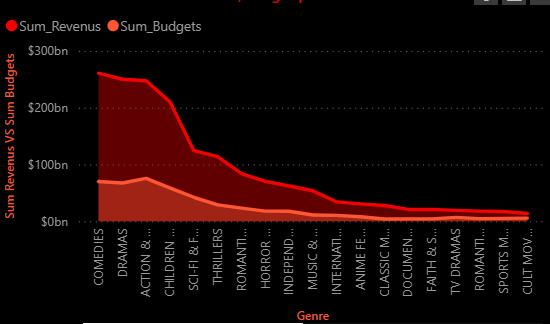 Sum_Revenus Sum_Budgets
Sum Revenus VS Sum Budgets
$300bn
$200bn
$100bn
$0bn
COMEDIES
DRAMAS
ACTION &...
CHILDREN...
SCI-FI & F...
THRILLERS
ROMANTI...
HORROR...
INDEPEND...
MUSIC &...
INTERNATI...
ANIME FE...
CLASSIC M...
DOCUMEN...
FAITH & S...
TV DRAMAS
ROMANTI...
SPORTS M...
CULT MOV...
Genre